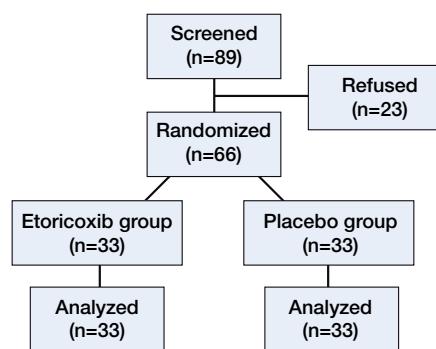 Screened
(n=89)
Refused
(n=23)
Randomized
(n=66)
Etoricoxib group
(n=33)
Placebo group
(n=33)
Analyzed
(n=33)
Analyzed
(n=33)